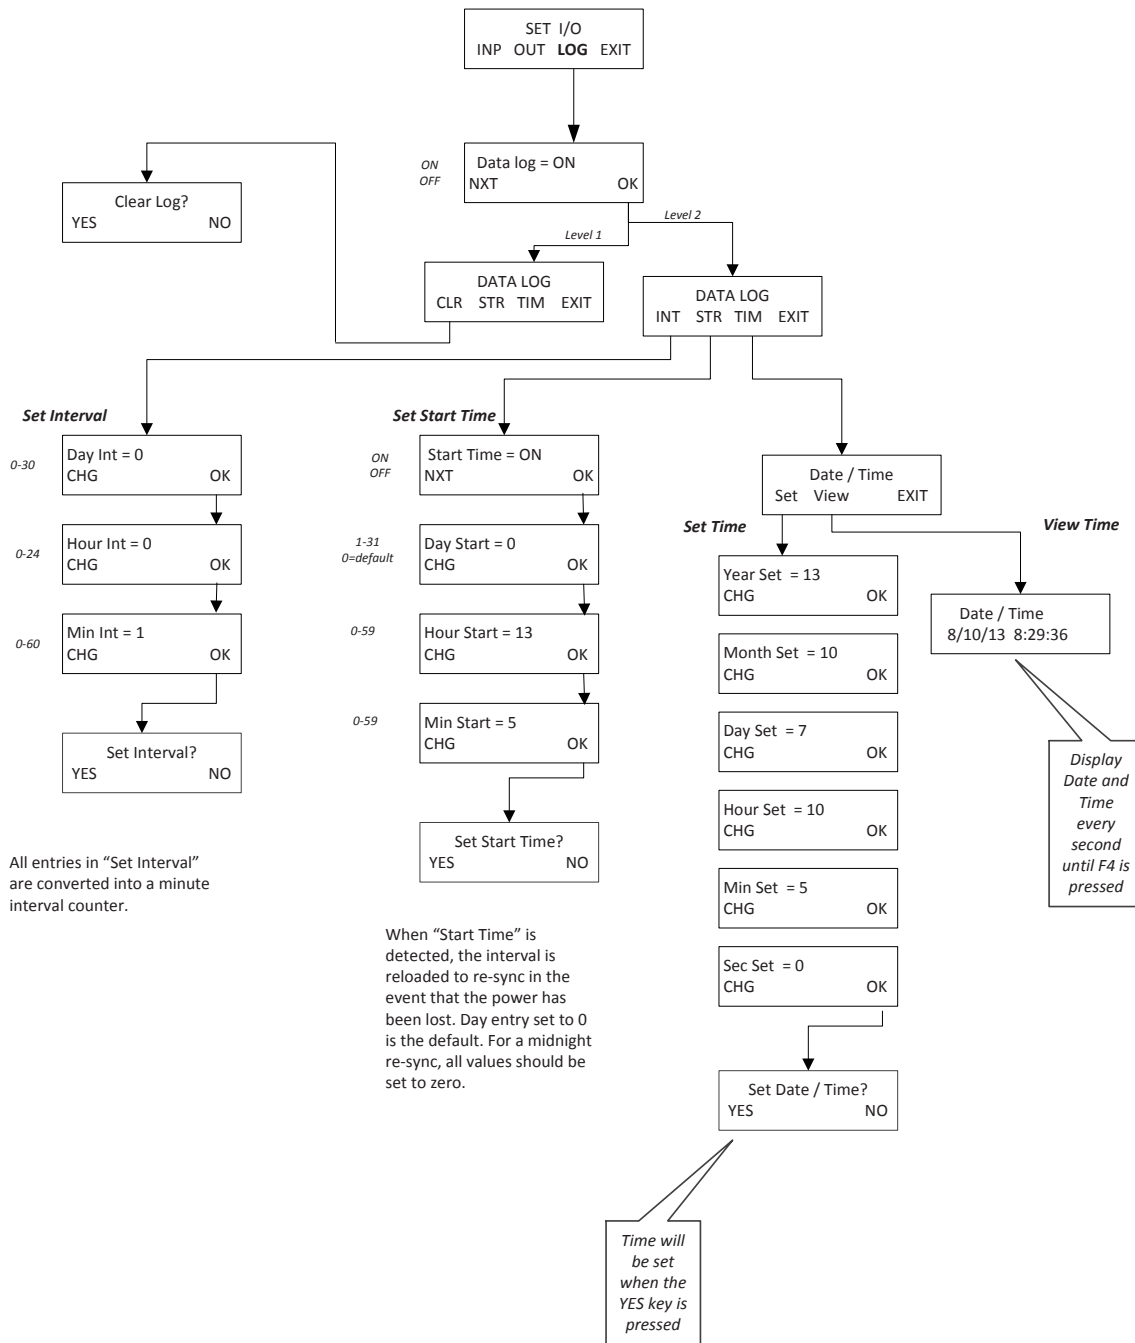 SET I/O
INP OUT LOG EXIT
ON
OFF
Data log = ON
NXT OK
Clear Log?
YES NO
Level 1
Level 2
DATA LOG
CLR STR TIM EXIT
DATA LOG
INT STR TIM EXIT
Set Interval
0-30
Day Int = 0
CHG OK
0-24
Hour Int = 0
CHG OK
0-60
Min Int = 1
CHG OK
Set Interval?
YES NO
All entries in “Set Interval”
are converted into a minute
interval counter.
Set Start Time
ON
OFF
Start Time = ON
NXT OK
1-31
0=default
Day Start = 0
CHG OK
0-59
Hour Start = 13
CHG OK
0-59
Min Start = 5
CHG OK
Set Start Time?
YES NO
When “Start Time” is
detected, the interval is
reloaded to re-sync in the
event that the power has
been lost. Day entry set to 0
is the default. For a midnight
re-sync, all values should be
set to zero.
Date / Time
Set View EXIT
Set Time
Year Set = 13
CHG OK
Month Set = 10
CHG OK
Day Set = 7
CHG OK
Hour Set = 10
CHG OK
Min Set = 5
CHG OK
Sec Set = 0
CHG OK
Set Date / Time?
YES NO
Time will
be set
when the
YES key is
pressed
View Time
Date / Time
8/10/13 8:29:36
Display
Date and
Time
every
second
until F4 is
pressed